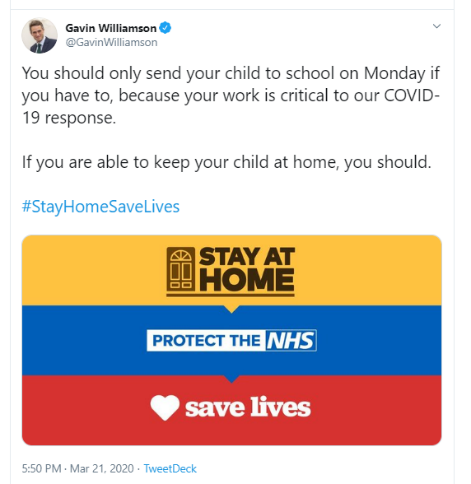 Gavin Williamson
@GavinWilliamson
You should only send your child to school on Monday if
you have to, because your work is critical to our COVID-
19 response.
If you are able to keep your child at home, you should.
#StayHomeSaveLives
STAY AT
HOME
PROTECT THE NHS
save lives
5:50 PM · Mar 21, 2020 · TweetDeck